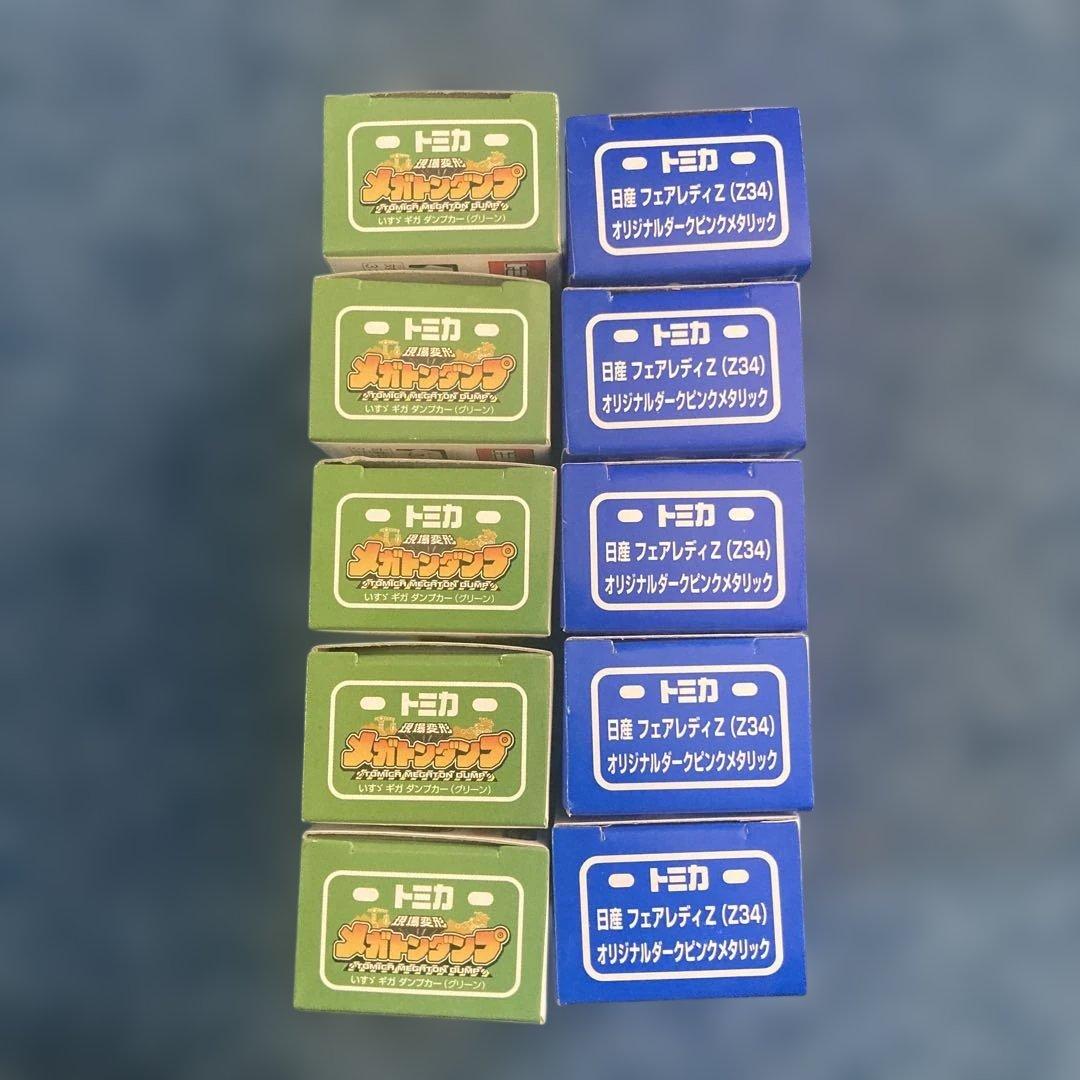 トミカ
現場変形
メガトンダンプ
TOMICA MEGATON DUMP
いすゞ ギガ ダンプカー（グリーン）
トミカ
日産 フェアレディZ（Z34）
オリジナルダークピンクメタリック
トミカ
現場変形
メガトンダンプ
TOMICA MEGATON DUMP
いすゞ ギガ ダンプカー（グリーン）
トミカ
日産 フェアレディZ（Z34）
オリジナルダークピンクメタリック
トミカ
現場変形
メガトンダンプ
TOMICA MEGATON DUMP
いすゞ ギガ ダンプカー（グリーン）
トミカ
日産 フェアレディZ（Z34）
オリジナルダークピンクメタリック
トミカ
現場変形
メガトンダンプ
TOMICA MEGATON DUMP
いすゞ ギガ ダンプカー（グリーン）
トミカ
日産 フェアレディZ（Z34）
オリジナルダークピンクメタリック
トミカ
現場変形
メガトンダンプ
TOMICA MEGATON DUMP
いすゞ ギガ ダンプカー（グリーン）
トミカ
日産 フェアレディZ（Z34）
オリジナルダークピンクメタリック